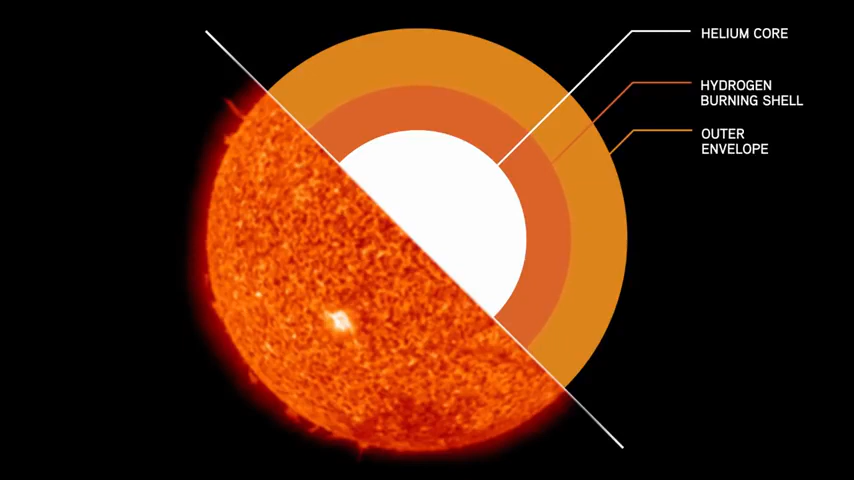 HELIUM CORE
HYDROGEN
BURNING SHELL
OUTER
ENVELOPE